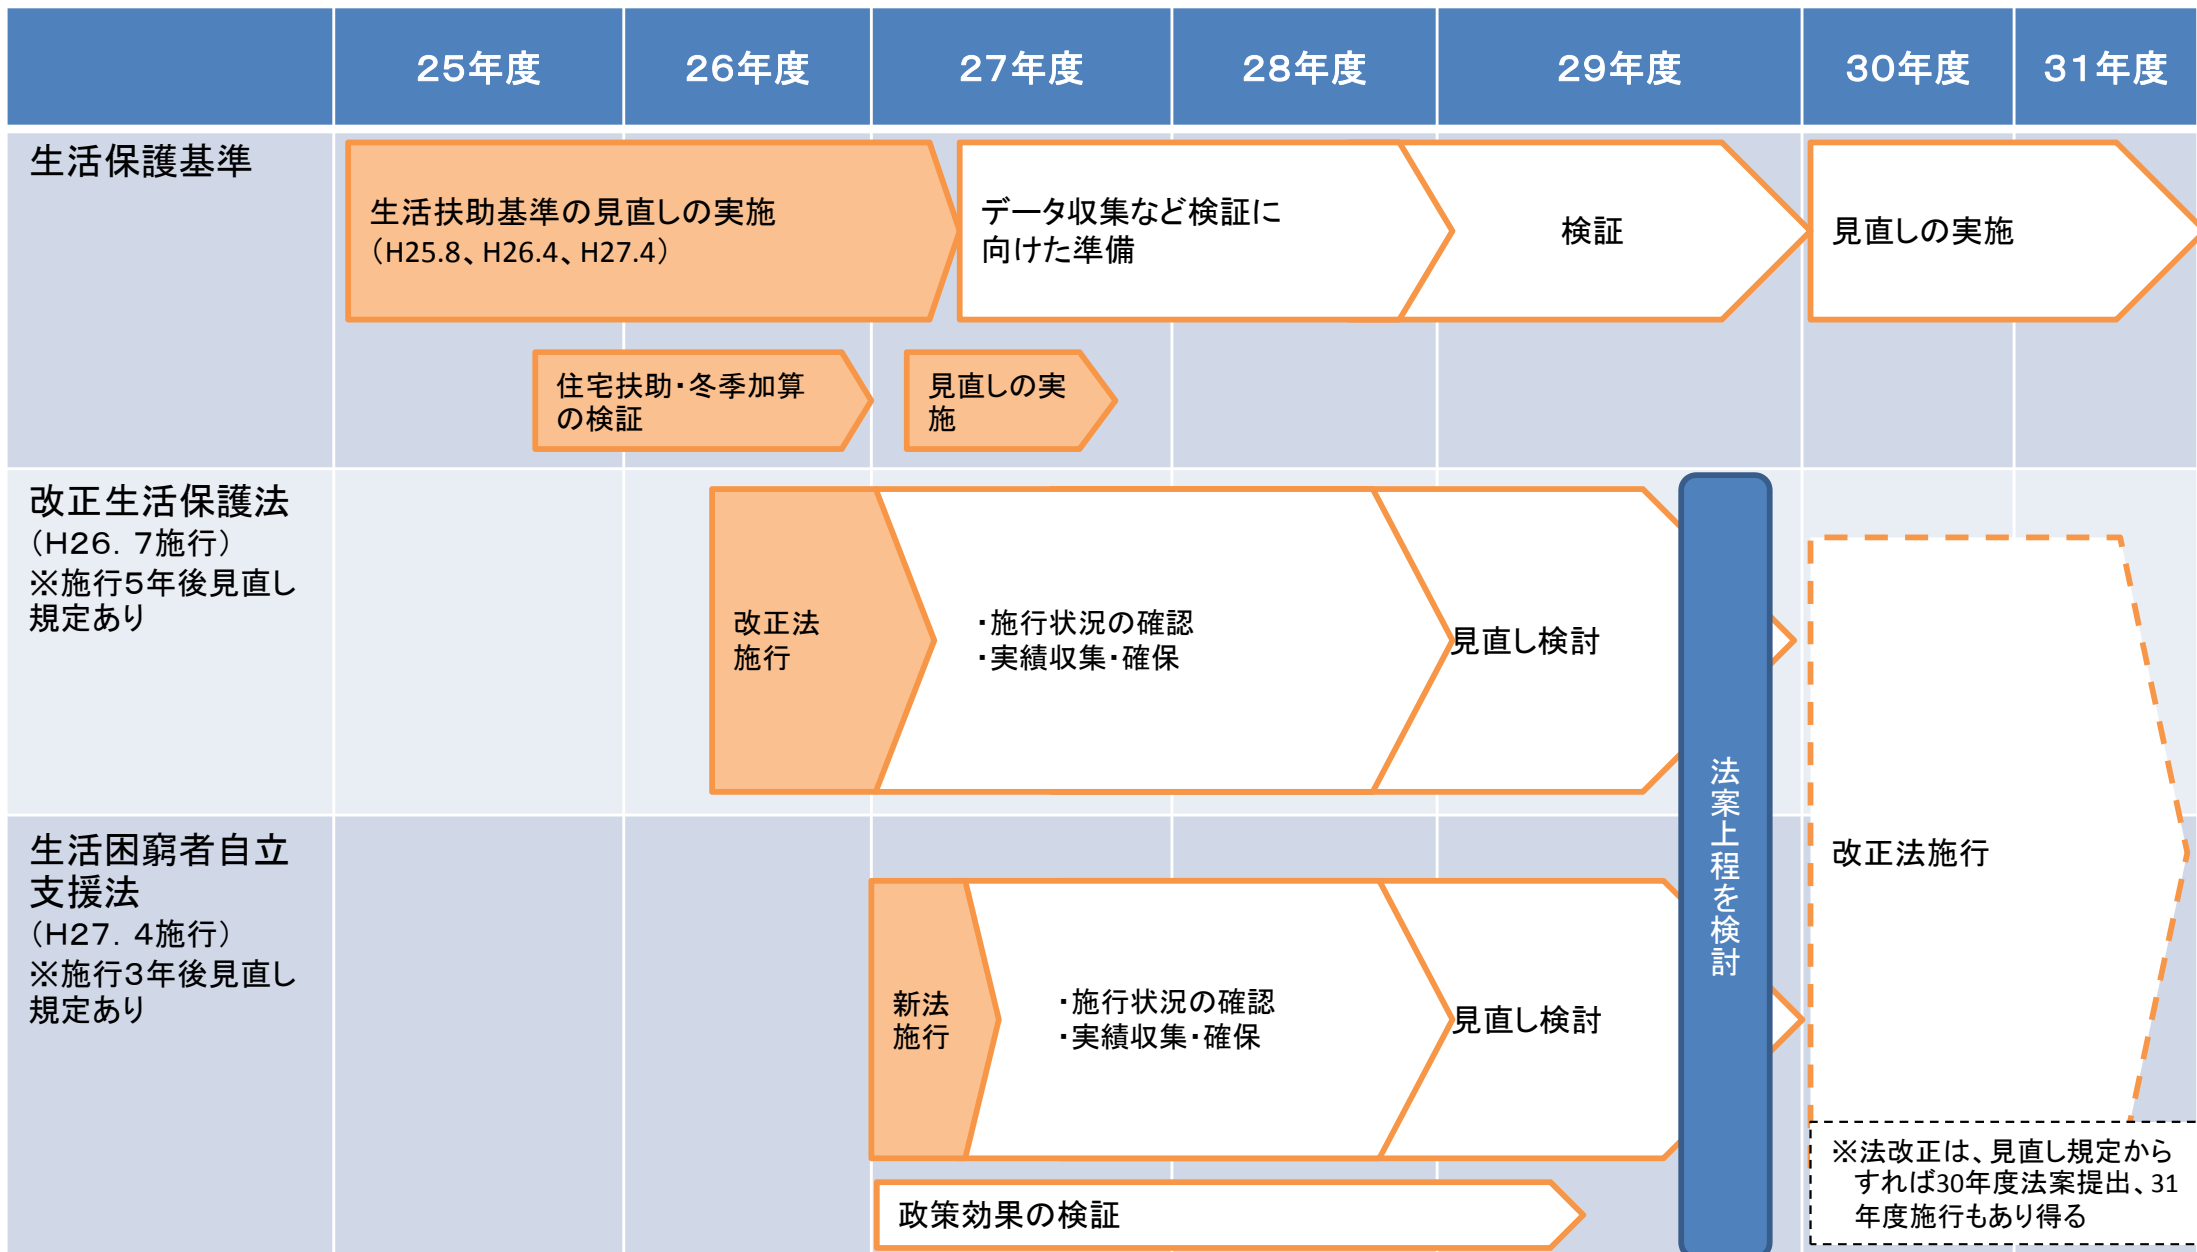 25年度
26年度
27年度
28年度
29年度
30年度
31年度
生活保護基準
生活扶助基準の見直しの実施
（H25.8、H26.4、H27.4）
データ収集など検証に
向けた準備
検証
見直しの実施
住宅扶助・冬季加算
の検証
見直しの実
施
改正生活保護法
（H26．7施行）
※施行5年後見直し
規定あり
改正法
施行
・施行状況の確認
・実績収集・確保
見直し検討
法案上程を検討
改正法施行
生活困窮者自立
支援法
（H27．4施行）
※施行3年後見直し
規定あり
新法
施行
・施行状況の確認
・実績収集・確保
見直し検討
政策効果の検証
※法改正は、見直し規定から
すれば30年度法案提出、31
年度施行もあり得る